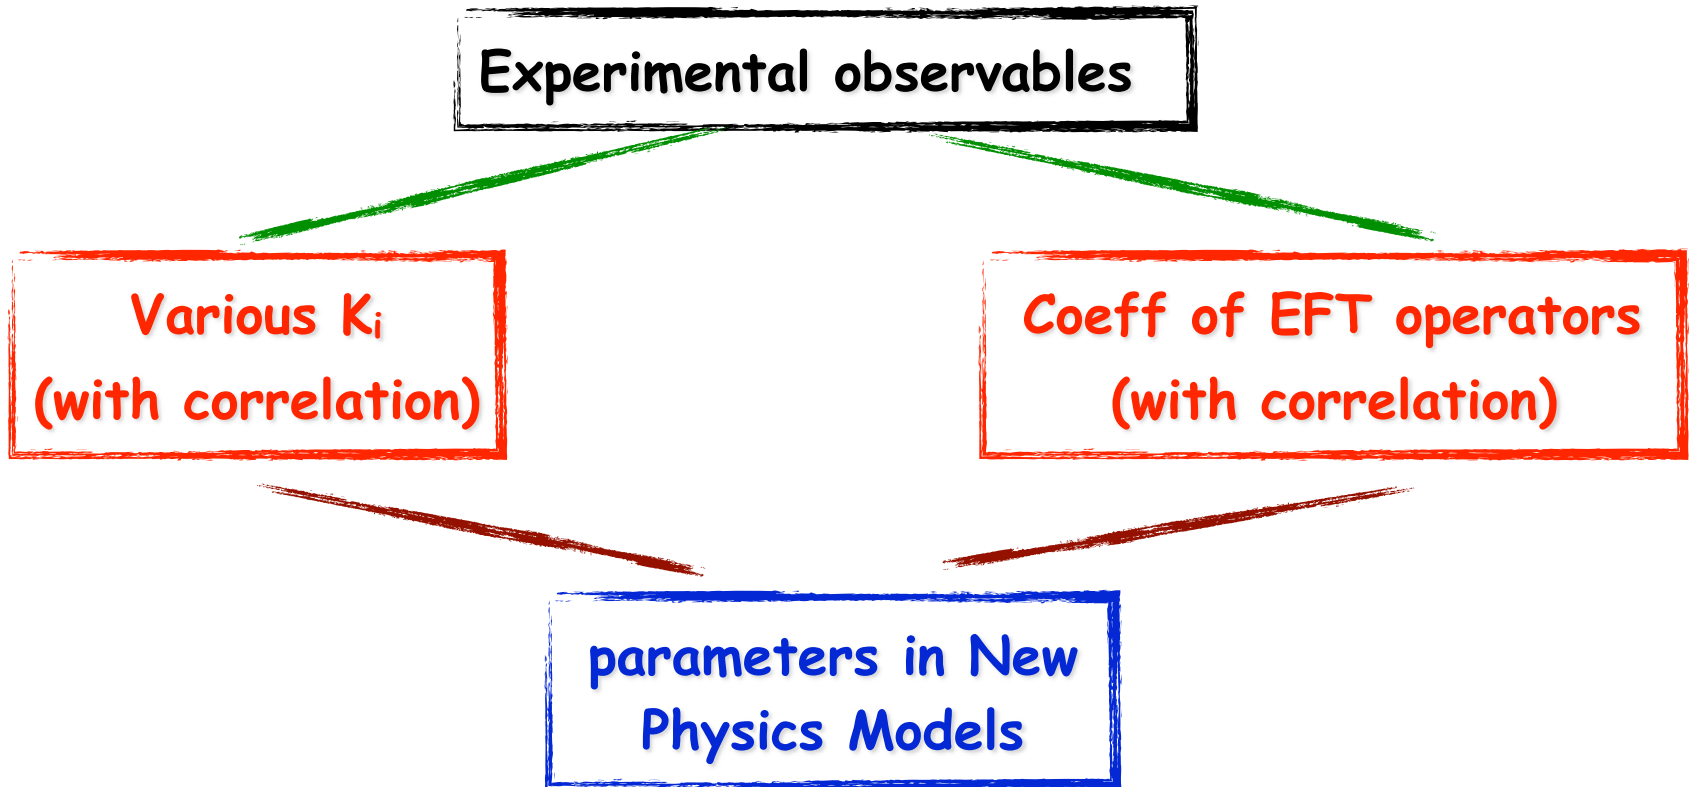 Experimental observables
Various Kᵢ
(with correlation)
Coeff of EFT operators
(with correlation)
parameters in New
Physics Models